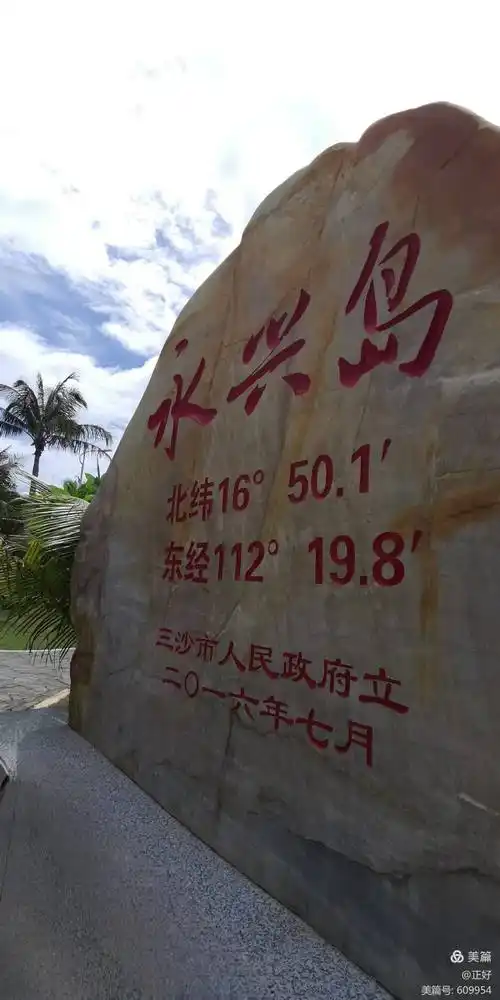 永兴岛
北纬16° 50.1′
东经112° 19.8′
三沙市人民政府立
二〇一六年七月
美篇
@正好
美篇号: 609954